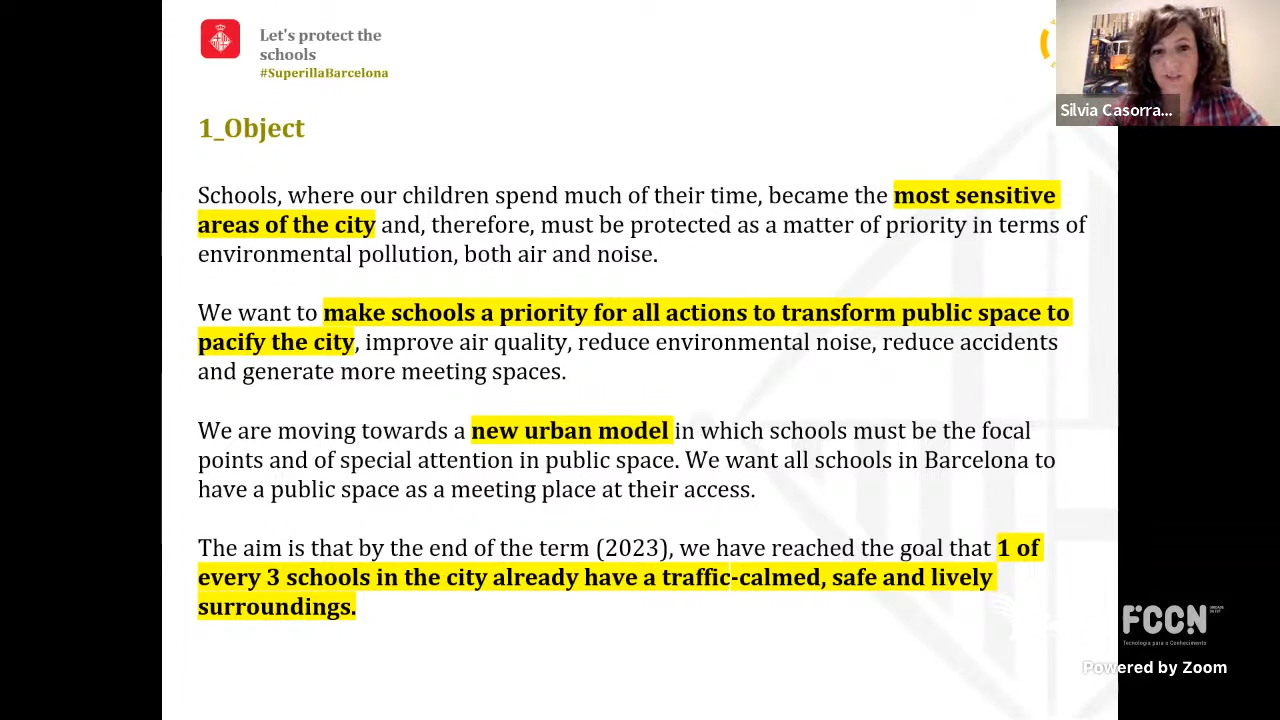 Let's protect the
schools
#SuperillaBarcelona
Silvia Casorra...
1_Object
Schools, where our children spend much of their time, became the most sensitive
areas of the city and, therefore, must be protected as a matter of priority in terms of
environmental pollution, both air and noise.
We want to make schools a priority for all actions to transform public space to
pacify the city, improve air quality, reduce environmental noise, reduce accidents
and generate more meeting spaces.
We are moving towards a new urban model in which schools must be the focal
points and of special attention in public space. We want all schools in Barcelona to
have a public space as a meeting place at their access.
The aim is that by the end of the term (2023), we have reached the goal that 1 of
every 3 schools in the city already have a traffic-calmed, safe and lively
surroundings.
FCCN
Tecnologia para o Conhecimento
Powered by Zoom